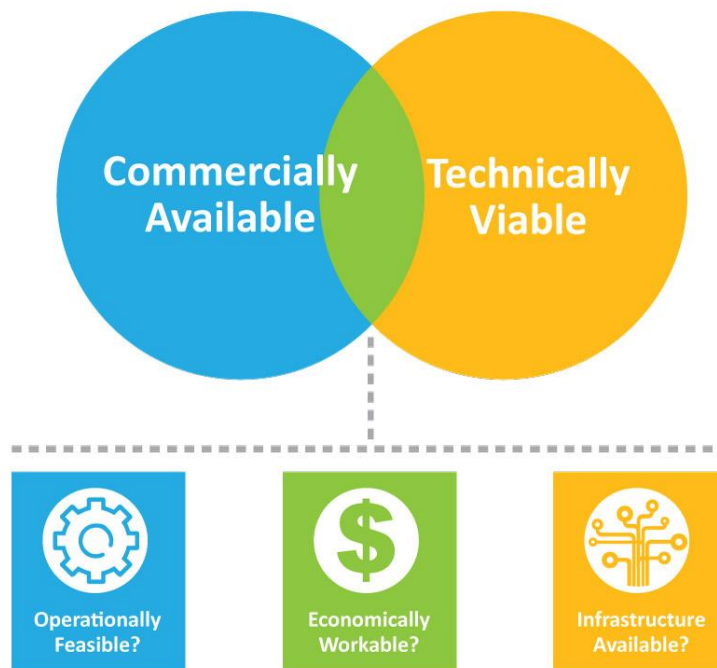 Commercially
Available
Technically
Viable
$
Operationally
Feasible?
Economically
Workable?
Infrastructure
Available?